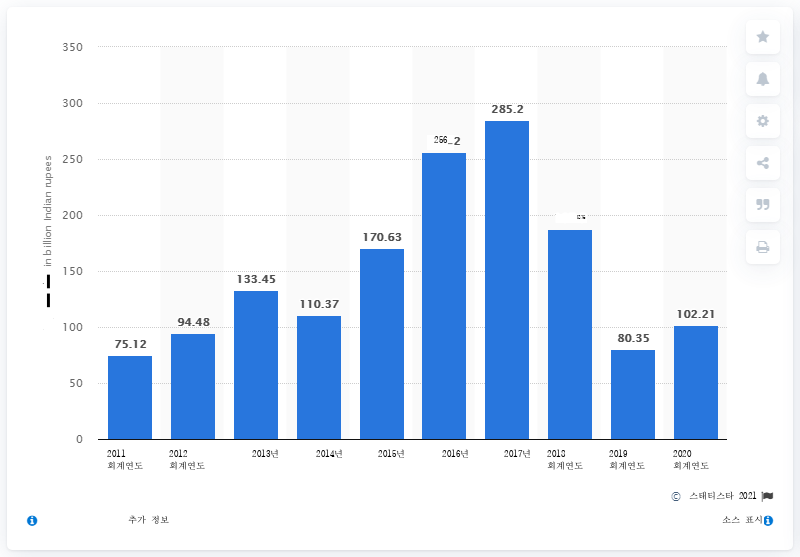 350
300
250
200
150
100
50
0
in billion Indian rupees
75.12
94.48
133.45
110.37
170.63
256.2
285.2
80.35
102.21
2011 회계연도
2012 회계연도
2013년
2014년
2015년
2016년
2017년
2018 회계연도
2019 회계연도
2020 회계연도
© 스태티스타 2021
추가 정보
소스 표시